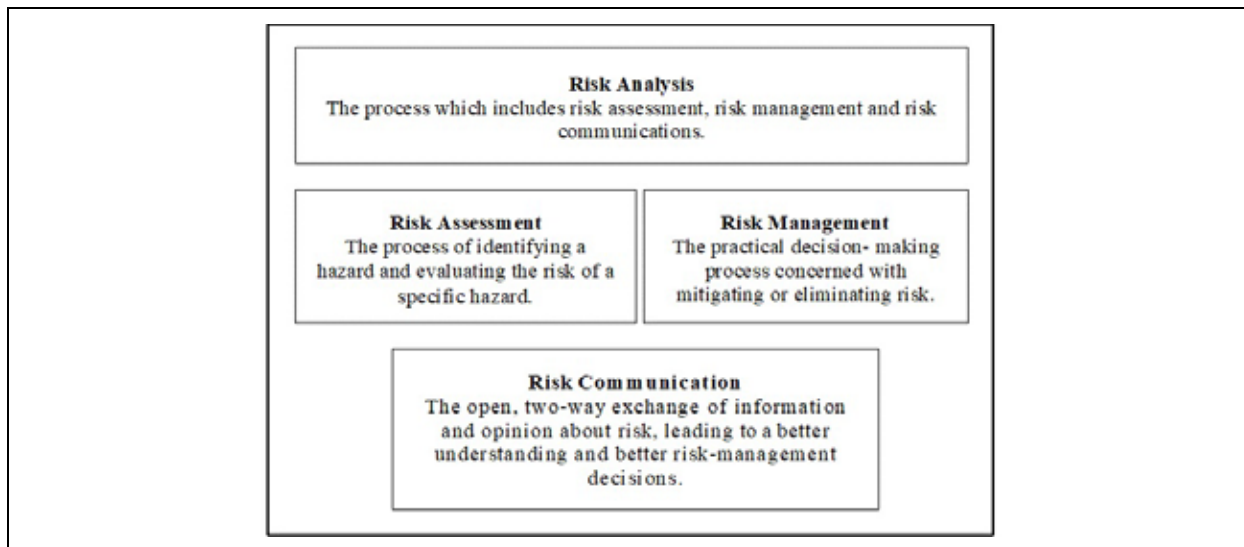 Risk Analysis
The process which includes risk assessment, risk management and risk
communications.
Risk Assessment
The process of identifying a
hazard and evaluating the risk of a
specific hazard.
Risk Management
The practical decision- making
process concerned with
mitigating or eliminating risk.
Risk Communication
The open, two-way exchange of information
and opinion about risk, leading to a better
understanding and better risk-management
decisions.